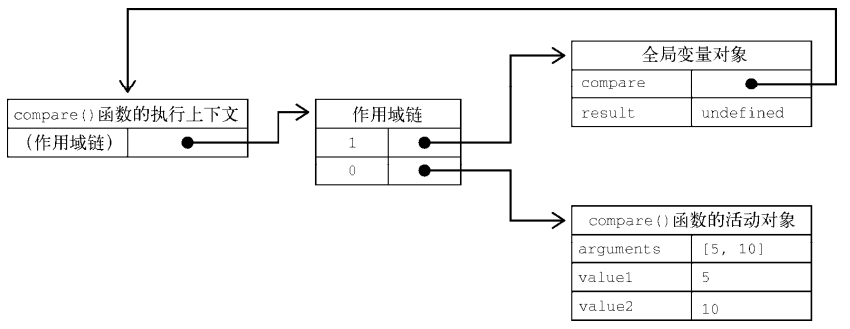 全局变量对象
compare
result undefined
compare()函数的执行上下文
(作用域链)
作用域链
1
0
compare()函数的活动对象
arguments [5, 10]
value1 5
value2 10